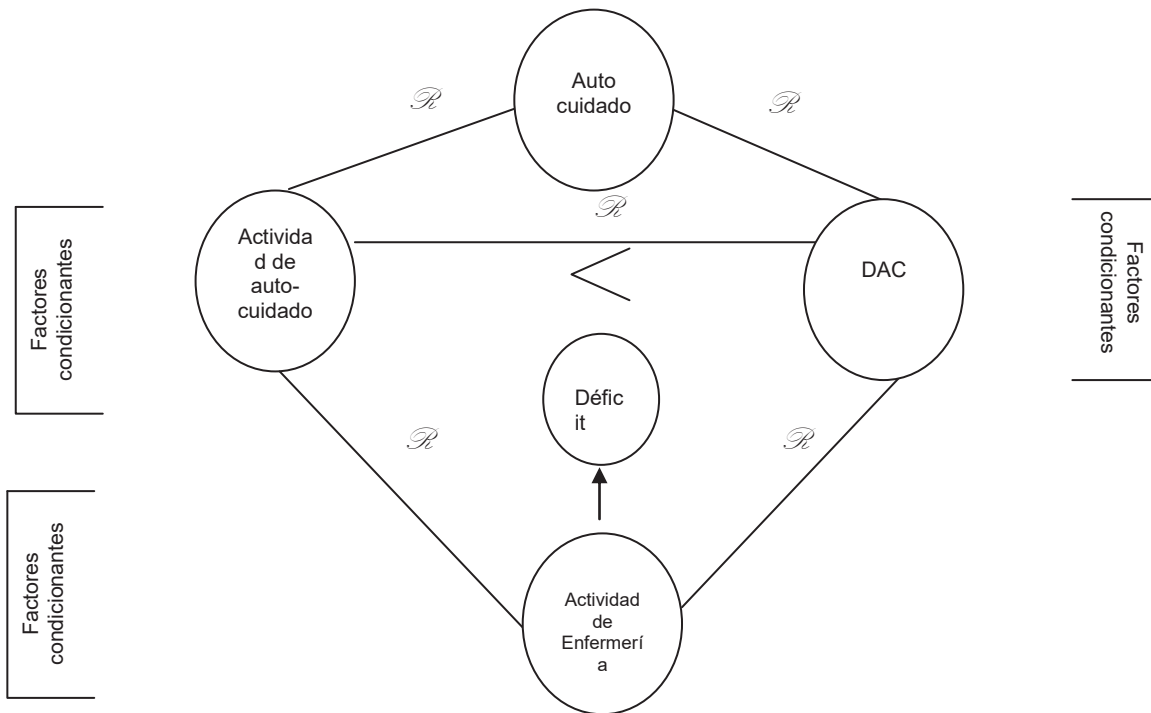 Auto
cuidado
ℛ
ℛ
ℛ
Activida
d de
auto-
cuidado
DAC
<
Factores
condicionantes
Factores
condicionantes
Défic
it
ℛ
ℛ
Factores
condicionantes
Actividad
de
Enfermerí
a